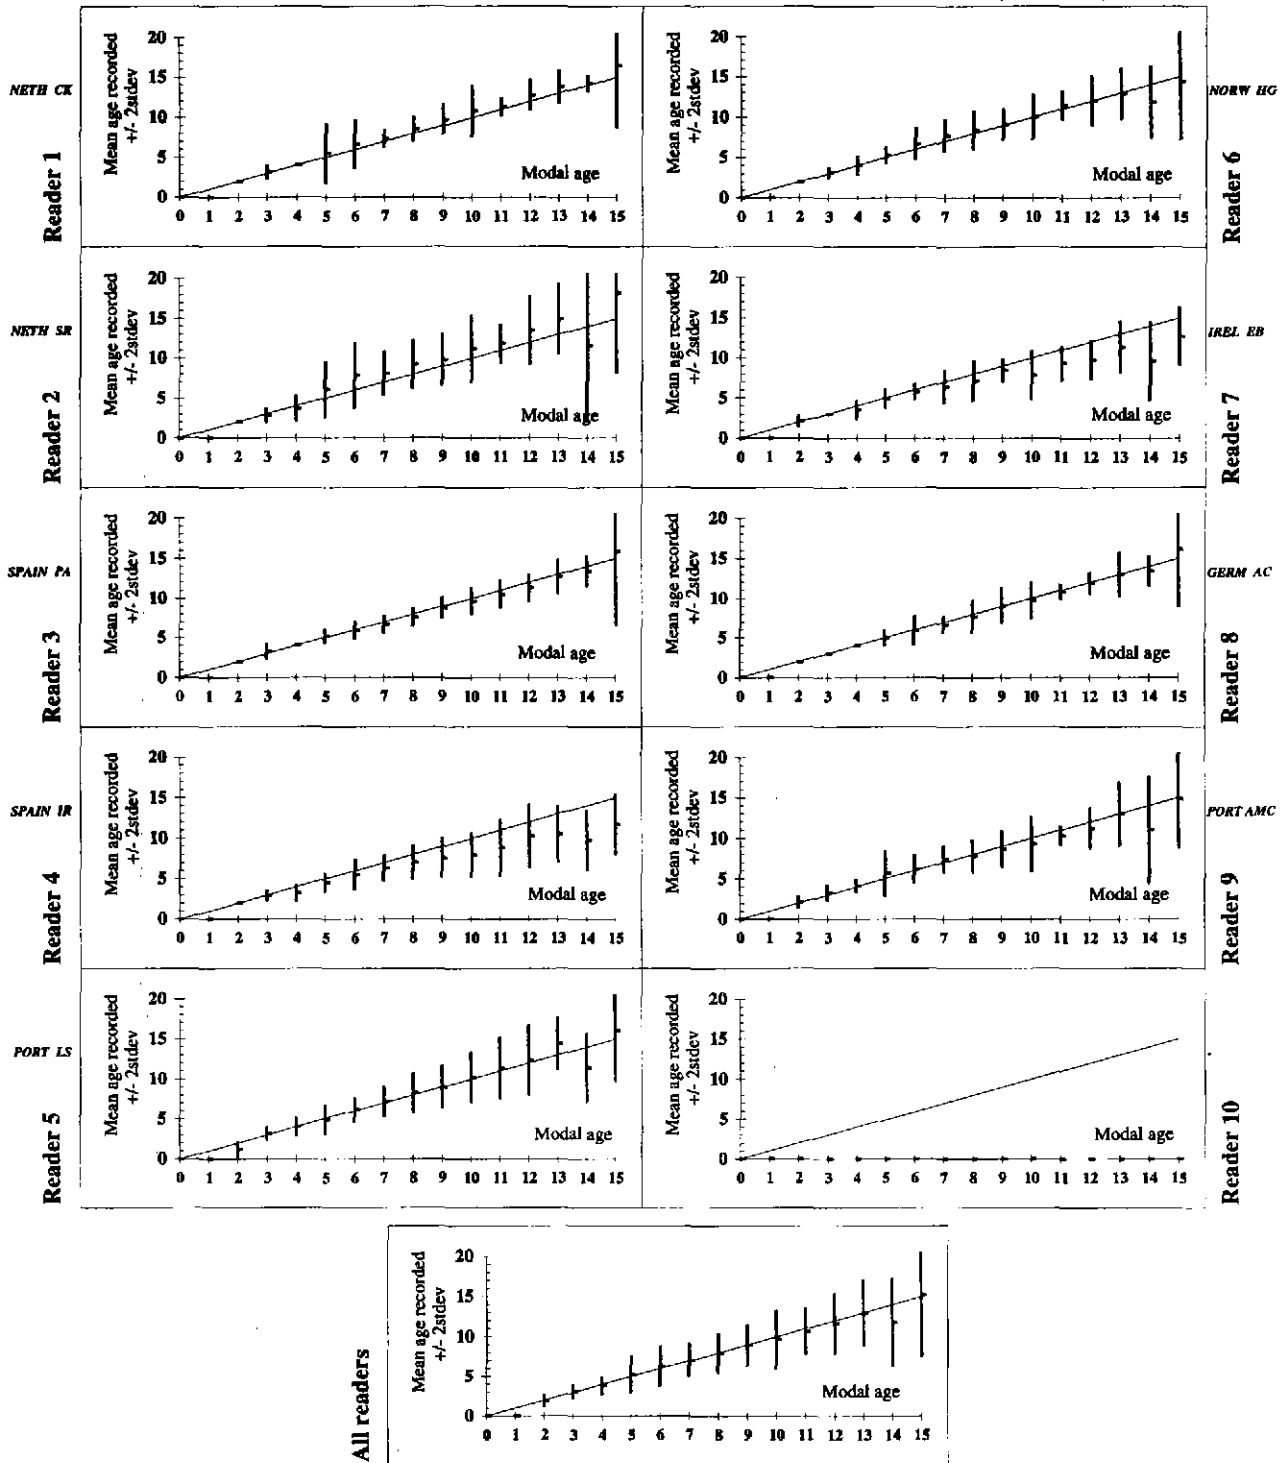 NETH CK
Reader 1
Mean age recorded
+/- 2stdev
20
15
10
5
0
Modal age
0 1 2 3 4 5 6 7 8 9 10 11 12 13 14 15
NORW HG
Reader 6
Mean age recorded
+/- 2stdev
20
15
10
5
0
Modal age
0 1 2 3 4 5 6 7 8 9 10 11 12 13 14 15
NETH SR
Reader 2
Mean age recorded
+/- 2stdev
20
15
10
5
0
Modal age
0 1 2 3 4 5 6 7 8 9 10 11 12 13 14 15
IREL EB
Reader 7
Mean age recorded
+/- 2stdev
20
15
10
5
0
Modal age
0 1 2 3 4 5 6 7 8 9 10 11 12 13 14 15
SPAIN PA
Reader 3
Mean age recorded
+/- 2stdev
20
15
10
5
0
Modal age
0 1 2 3 4 5 6 7 8 9 10 11 12 13 14 15
GERM AC
Reader 8
Mean age recorded
+/- 2stdev
20
15
10
5
0
Modal age
0 1 2 3 4 5 6 7 8 9 10 11 12 13 14 15
SPAIN IR
Reader 4
Mean age recorded
+/- 2stdev
20
15
10
5
0
Modal age
0 1 2 3 4 5 6 7 8 9 10 11 12 13 14 15
PORT AMC
Reader 9
Mean age recorded
+/- 2stdev
20
15
10
5
0
Modal age
0 1 2 3 4 5 6 7 8 9 10 11 12 13 14 15
PORT LS
Reader 5
Mean age recorded
+/- 2stdev
20
15
10
5
0
Modal age
0 1 2 3 4 5 6 7 8 9 10 11 12 13 14 15
Reader 10
Mean age recorded
+/- 2stdev
20
15
10
5
0
Modal age
0 1 2 3 4 5 6 7 8 9 10 11 12 13 14 15
All readers
Mean age recorded
+/- 2stdev
20
15
10
5
0
Modal age
0 1 2 3 4 5 6 7 8 9 10 11 12 13 14 15